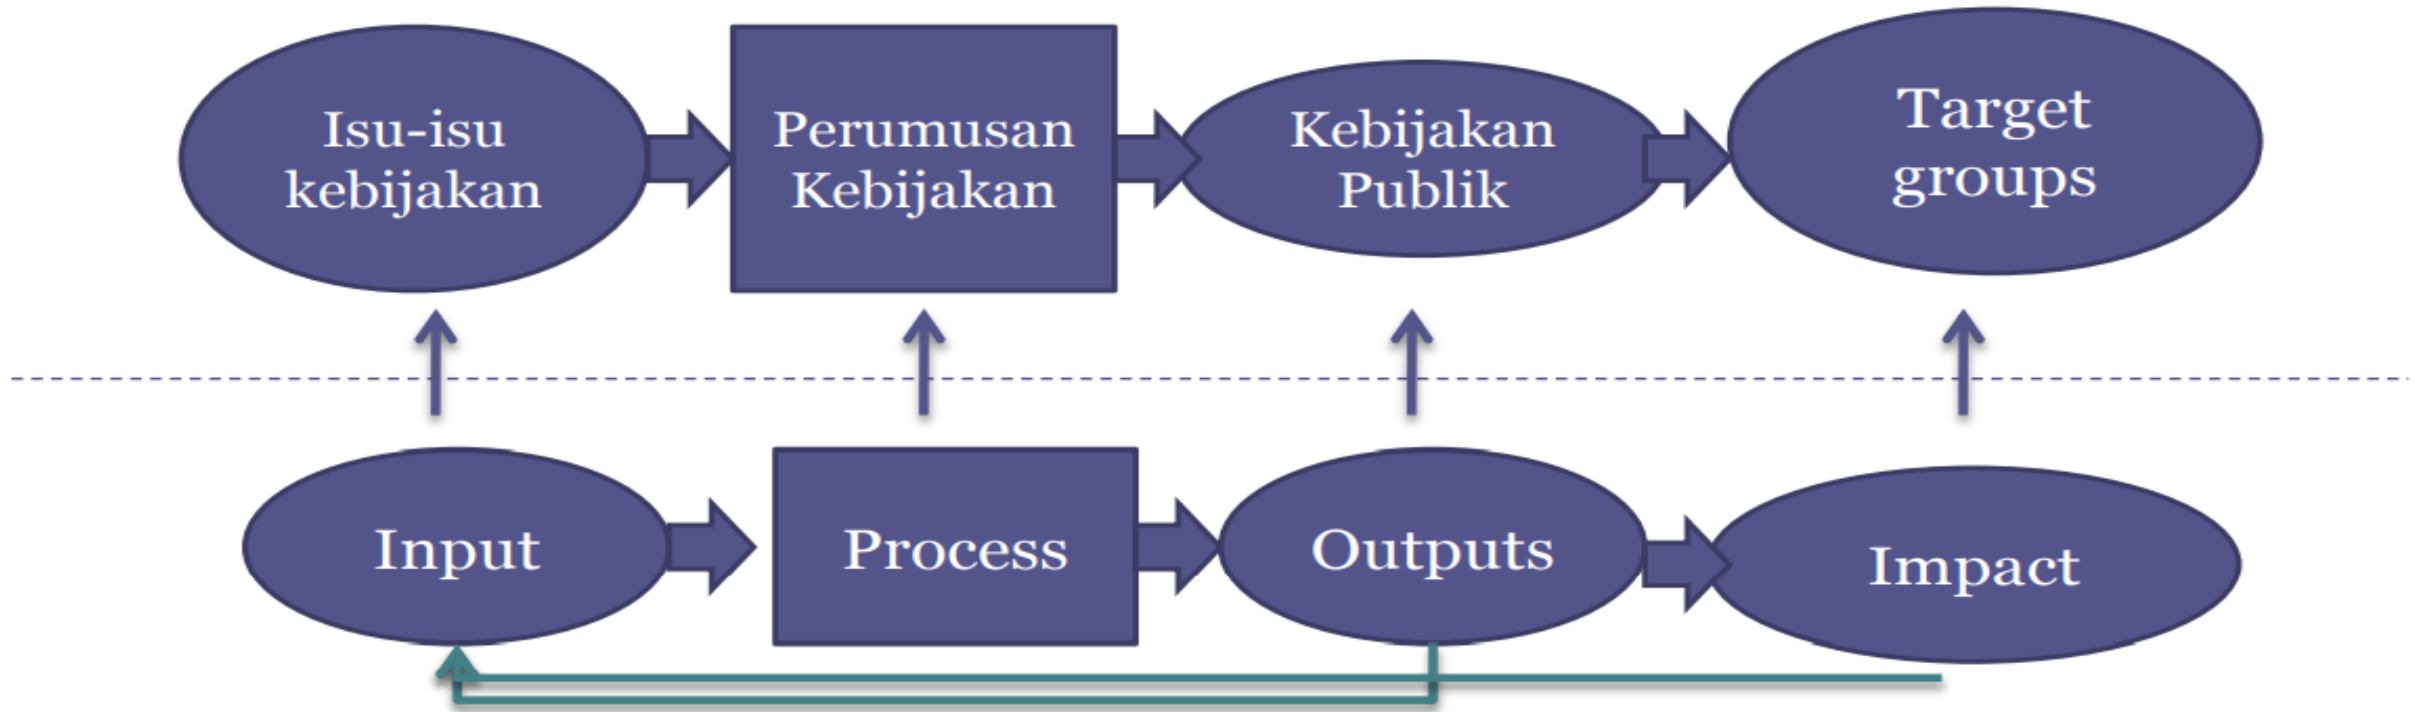 Isu-isu
kebijakan
Perumusan
Kebijakan
Kebijakan
Publik
Target
groups
Input
Process
Outputs
Impact